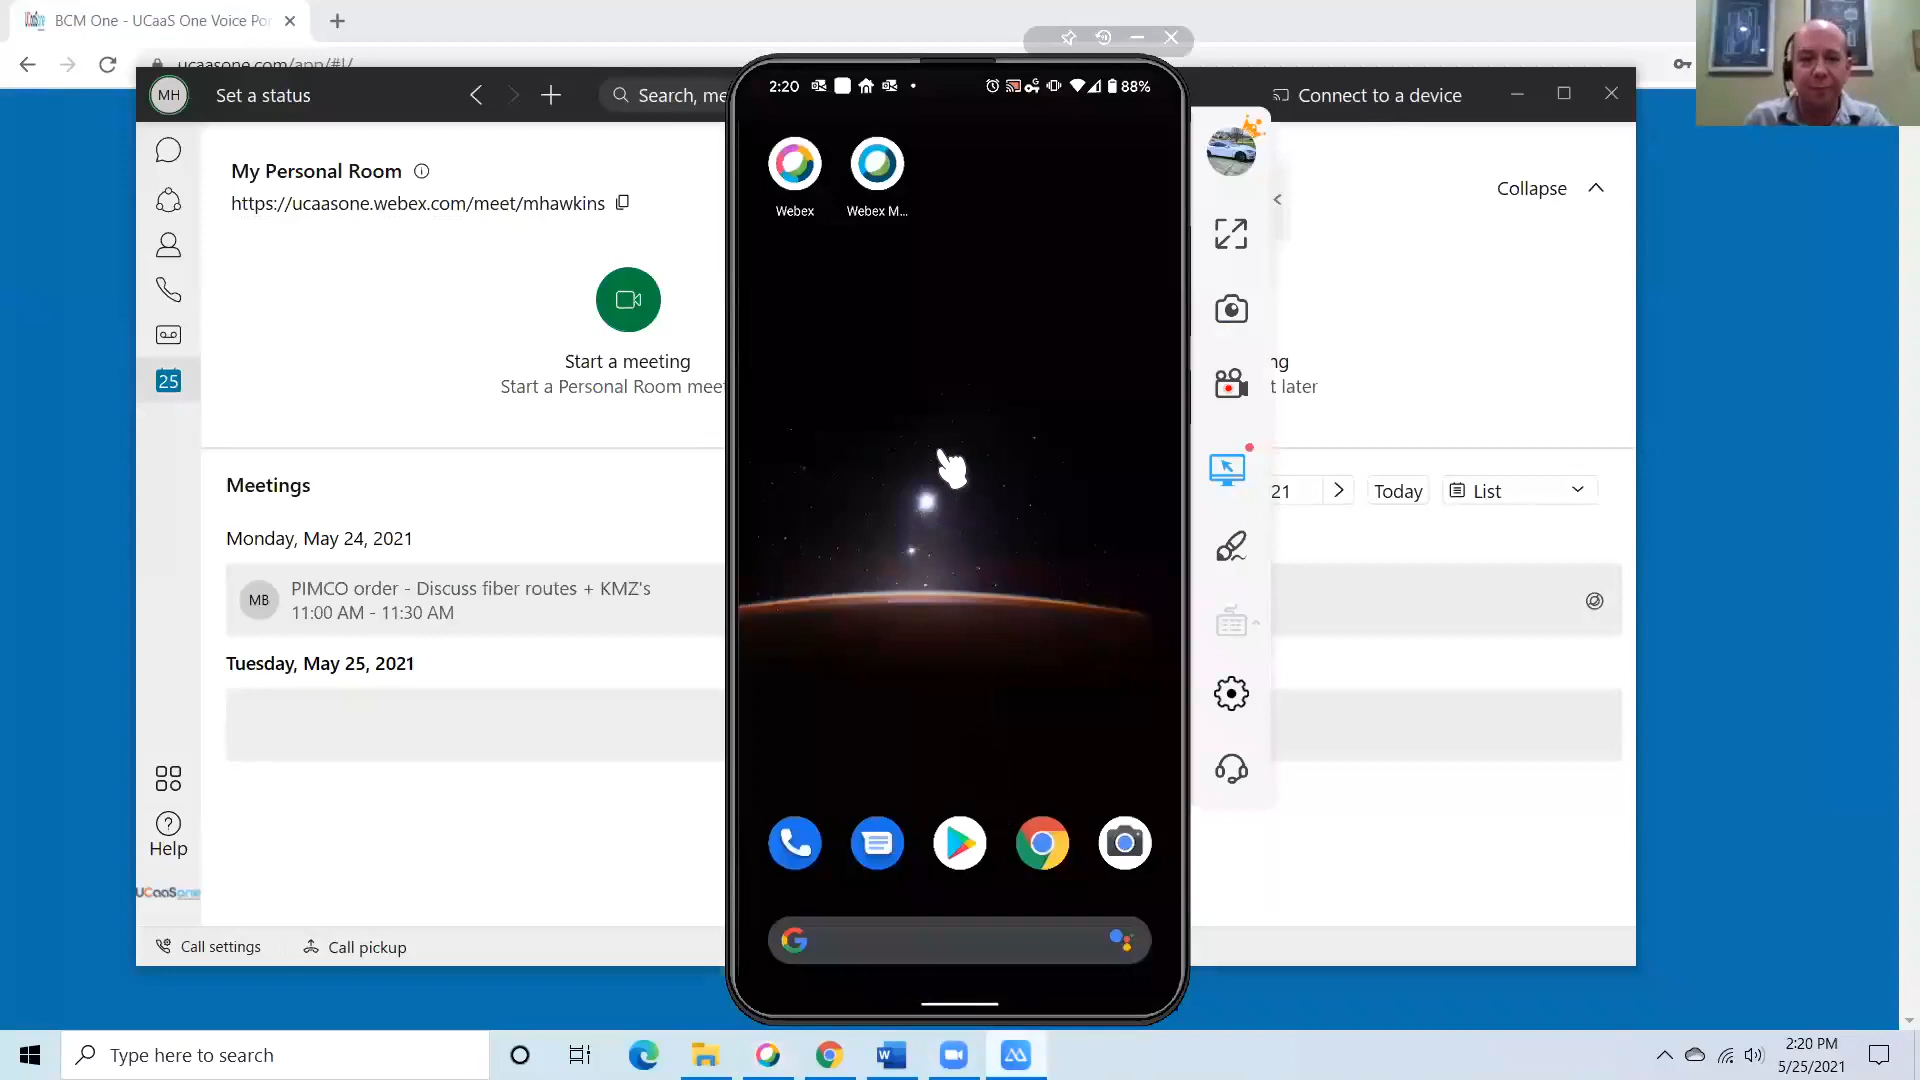 BCM One - UCaaS One Voice Por
ucaasone.com/app/#!/
MH
Set a status
Search, me
Connect to a device
2:20
88%
My Personal Room
https://ucaasone.webex.com/meet/mhawkins
Webex
Webex M...
Collapse
Start a meeting
Start a Personal Room mee
ng
t later
25
Meetings
21
Today
List
Monday, May 24, 2021
MB
PIMCO order - Discuss fiber routes + KMZ's
11:00 AM - 11:30 AM
Tuesday, May 25, 2021
Help
UCaaSone
Call settings
Call pickup
Type here to search
2:20 PM
5/25/2021